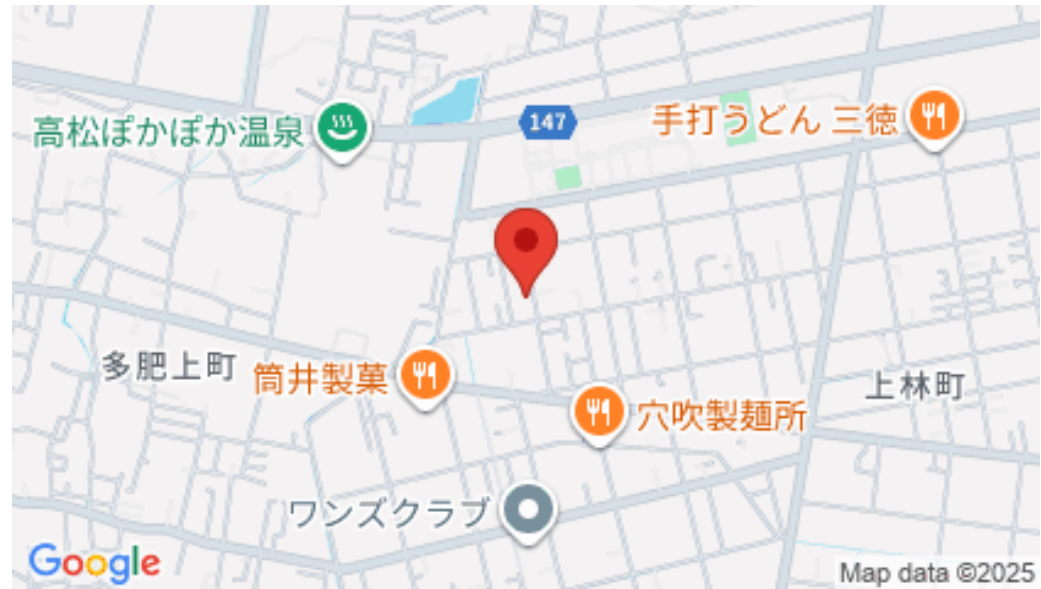 147
手打うどん 三徳
高松ぽかぽか温泉
多肥上町
筒井製菓
上林町
穴吹製麺所
ワンズクラブ
Google
Map data ©2025